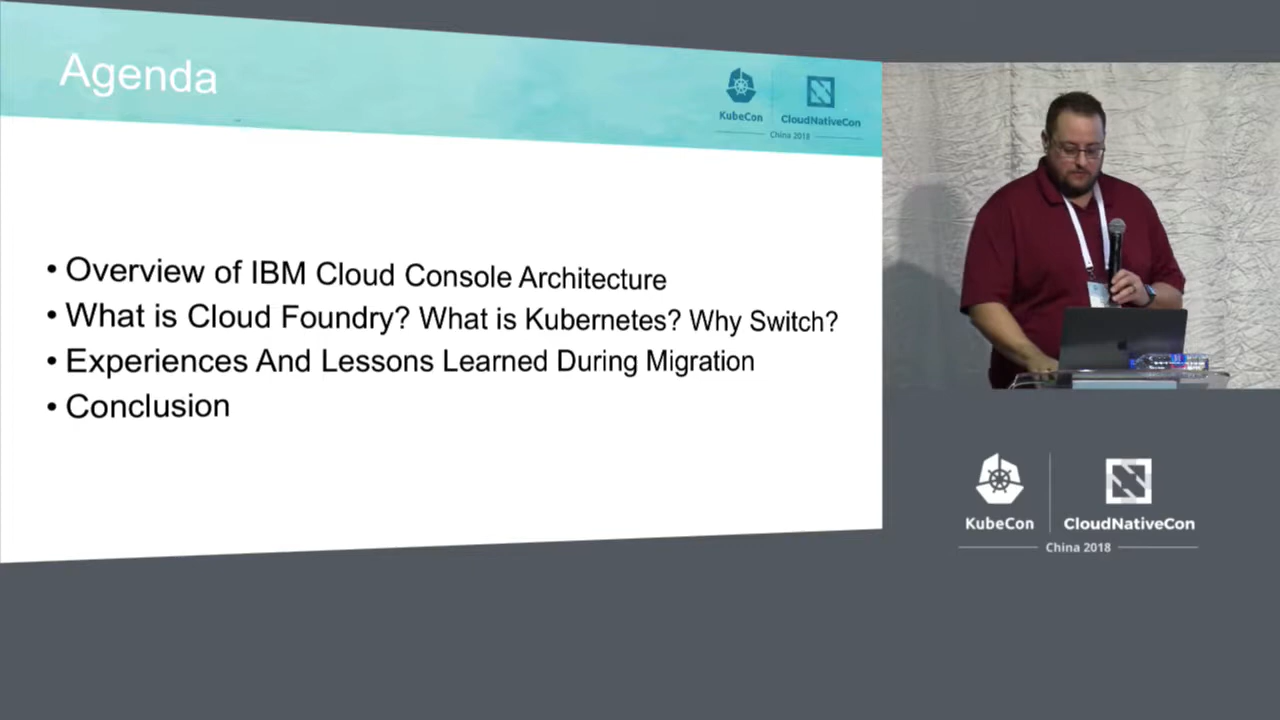 Agenda
KubeCon
CloudNativeCon
China 2018
• Overview of IBM Cloud Console Architecture
• What is Cloud Foundry? What is Kubernetes? Why Switch?
• Experiences And Lessons Learned During Migration
• Conclusion
KubeCon
CloudNativeCon
China 2018